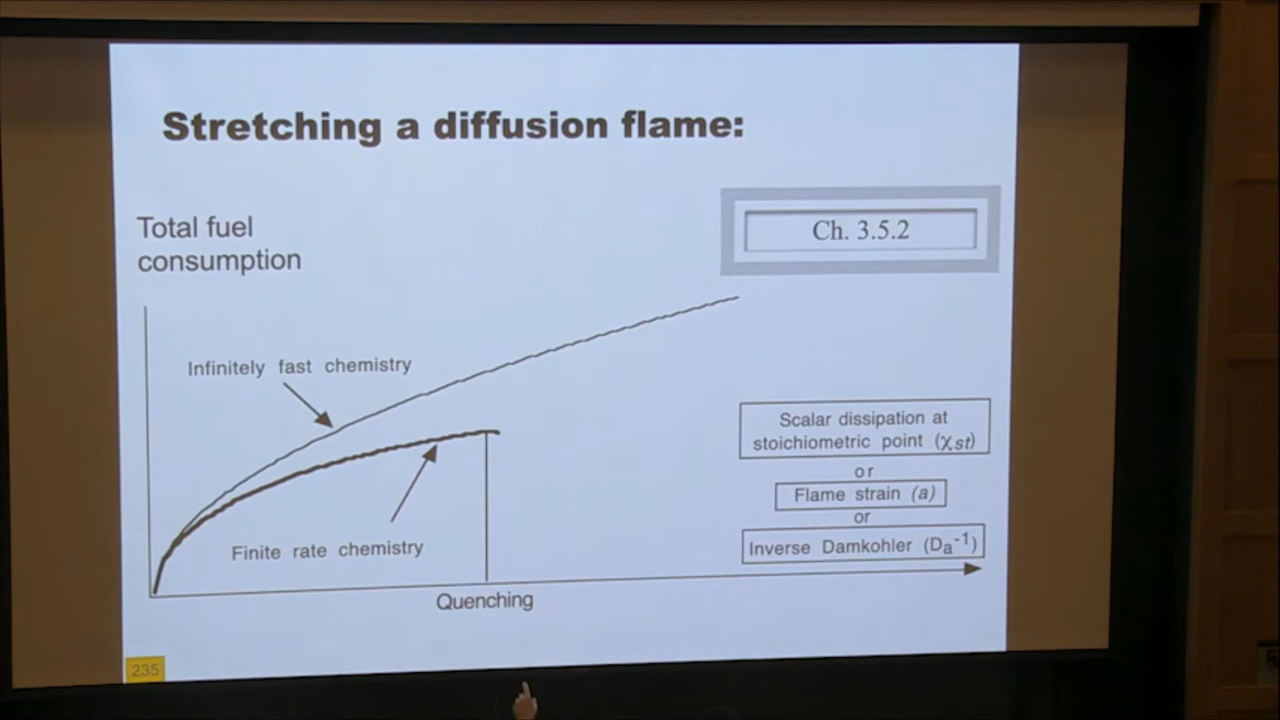 Stretching a diffusion flame:
Total fuel
consumption
Ch. 3.5.2
Infinitely fast chemistry
Scalar dissipation at
stoichiometric point (χst)
or
Flame strain (a)
or
Inverse Damkohler (Da-1)
Finite rate chemistry
Quenching
235